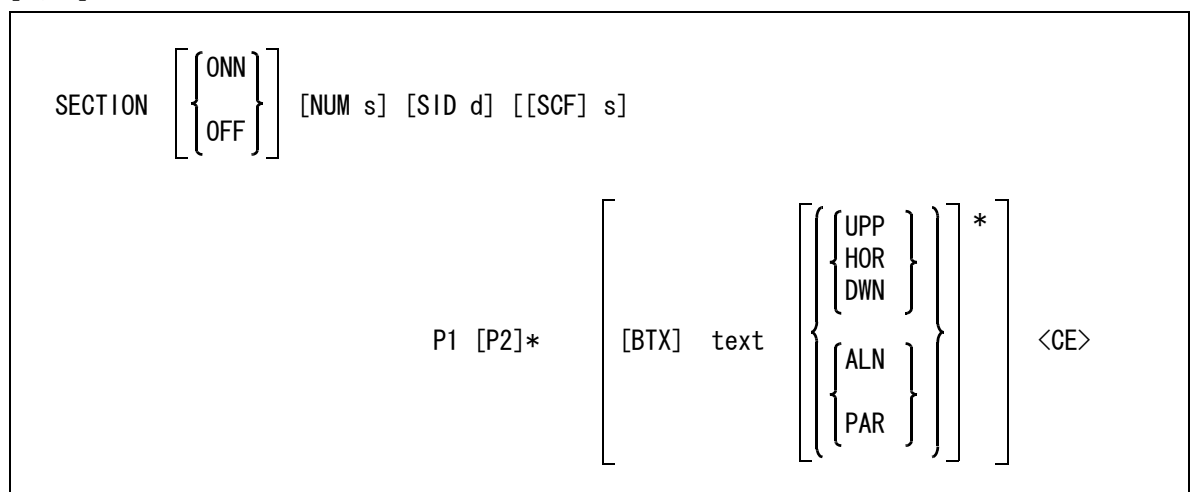 ONN
SECTION [NUM s] [SID d] [[SCF] s]
OFF
UPP *
HOR
DWN
P1 [P2]* [BTX] text <CE>
ALN
PAR